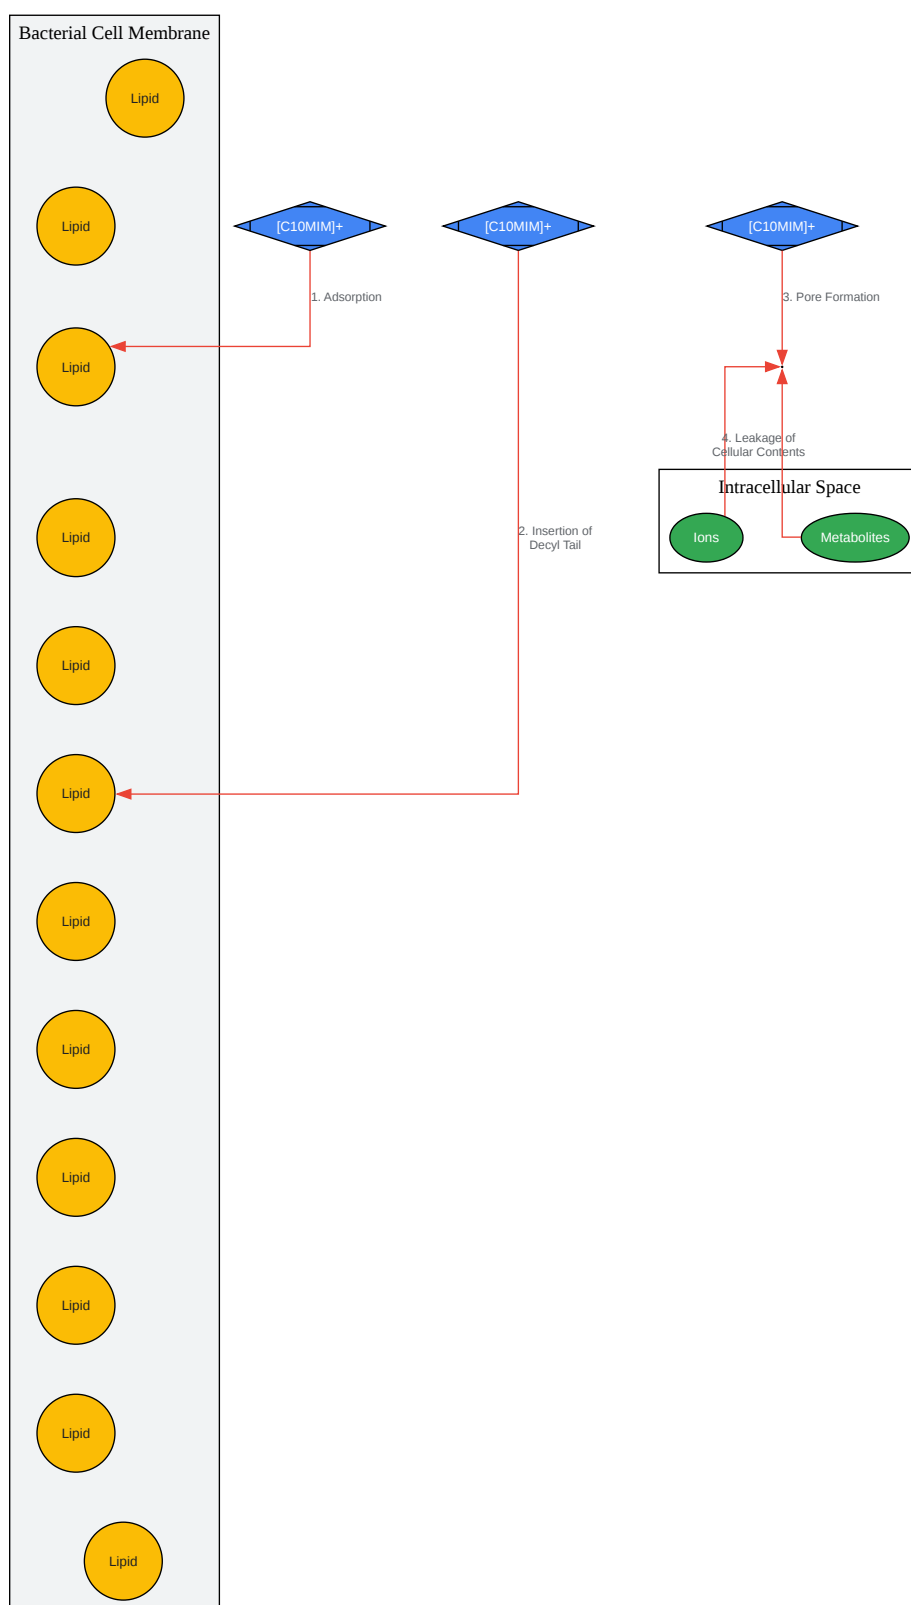 Bacterial Cell Membrane
Lipid
Lipid
[C10MIM]+
[C10MIM]+
[C10MIM]+
1. Adsorption
3. Pore Formation
Lipid
4. Leakage of
Cellular Contents
Intracellular Space
2. Insertion of
Decyl Tail
Lipid
Ions
Metabolites
Lipid
Lipid
Lipid
Lipid
Lipid
Lipid
Lipid
Lipid